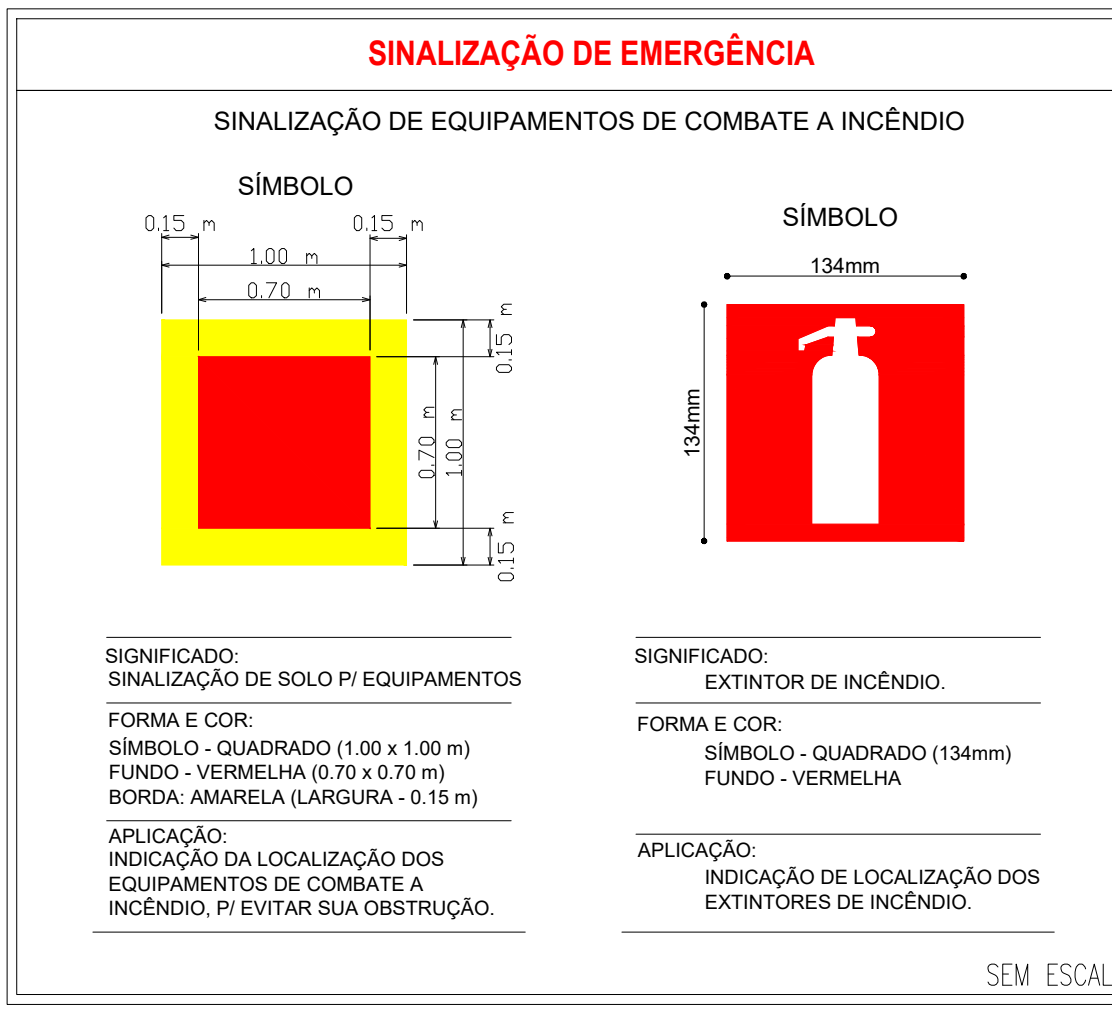 SINALIZAÇÃO DE EMERGÊNCIA
SINALIZAÇÃO DE EQUIPAMENTOS DE COMBATE A INCÊNDIO
SÍMBOLO
0.15 m
0.15 m
1.00 m
0.70 m
0.15 m
0.70 m
1.00 m
0.15 m
SIGNIFICADO:
SINALIZAÇÃO DE SOLO P/ EQUIPAMENTOS
FORMA E COR:
SÍMBOLO - QUADRADO (1.00 x 1.00 m)
FUNDO - VERMELHA (0.70 x 0.70 m)
BORDA: AMARELA (LARGURA - 0.15 m)
APLICAÇÃO:
INDICAÇÃO DA LOCALIZAÇÃO DOS
EQUIPAMENTOS DE COMBATE A
INCÊNDIO, P/ EVITAR SUA OBSTRUÇÃO.
SÍMBOLO
134mm
134mm
SIGNIFICADO:
EXTINTOR DE INCÊNDIO.
FORMA E COR:
SÍMBOLO - QUADRADO (134mm)
FUNDO - VERMELHA
APLICAÇÃO:
INDICAÇÃO DE LOCALIZAÇÃO DOS
EXTINTORES DE INCÊNDIO.
SEM ESCAL